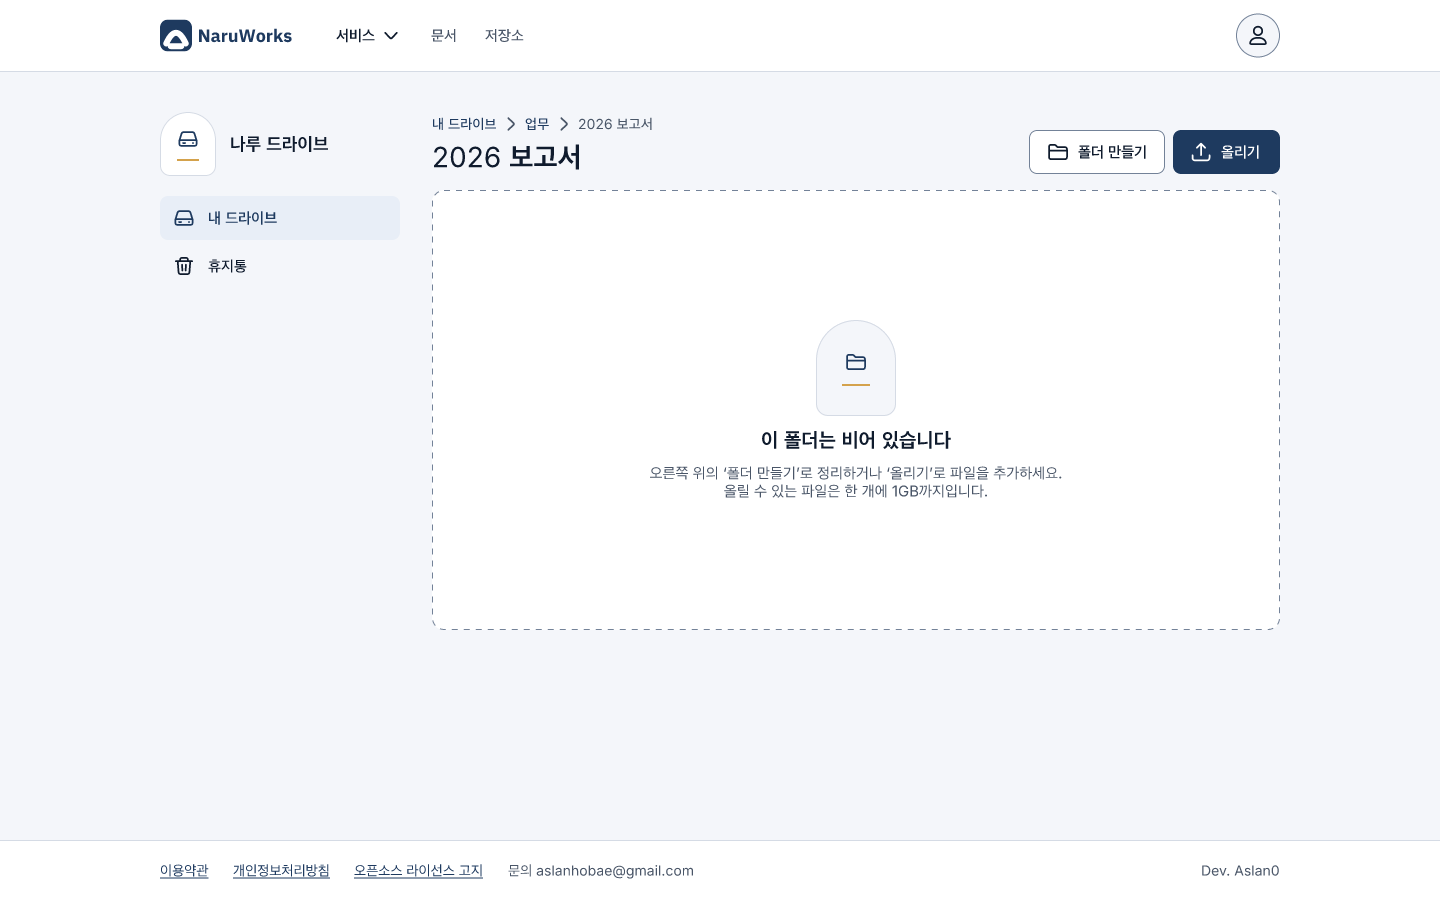 NaruWorks
서비스
문서
저장소
나루 드라이브
내 드라이브
휴지통
내 드라이브 > 업무 > 2026 보고서
2026 보고서
폴더 만들기
올리기
이 폴더는 비어 있습니다
오른쪽 위의 ‘폴더 만들기’로 정리하거나 ‘올리기’로 파일을 추가하세요.
올릴 수 있는 파일은 한 개에 1GB까지입니다.
이용약관
개인정보처리방침
오픈소스 라이선스 고지
문의 aslanhobae@gmail.com
Dev. Aslan0